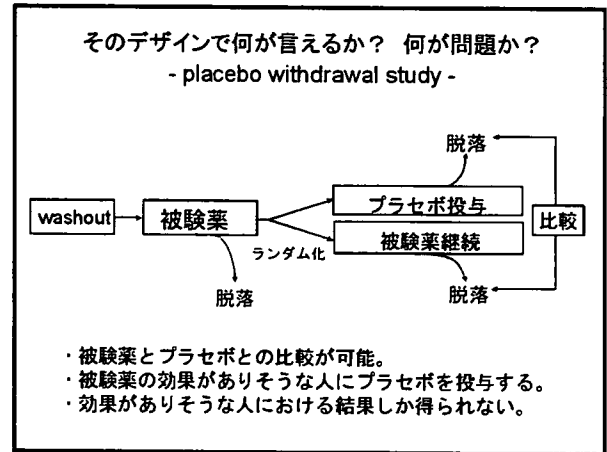 そのデザインで何が言えるか？ 何が問題か？
- placebo withdrawal study -
脱落
washout
被験薬
プラセボ投与
比較
ランダム化
被験薬継続
脱落
脱落
・被験薬とプラセボとの比較が可能。
・被験薬の効果がありそうな人にプラセボを投与する。
・効果がありそうな人における結果しか得られない。